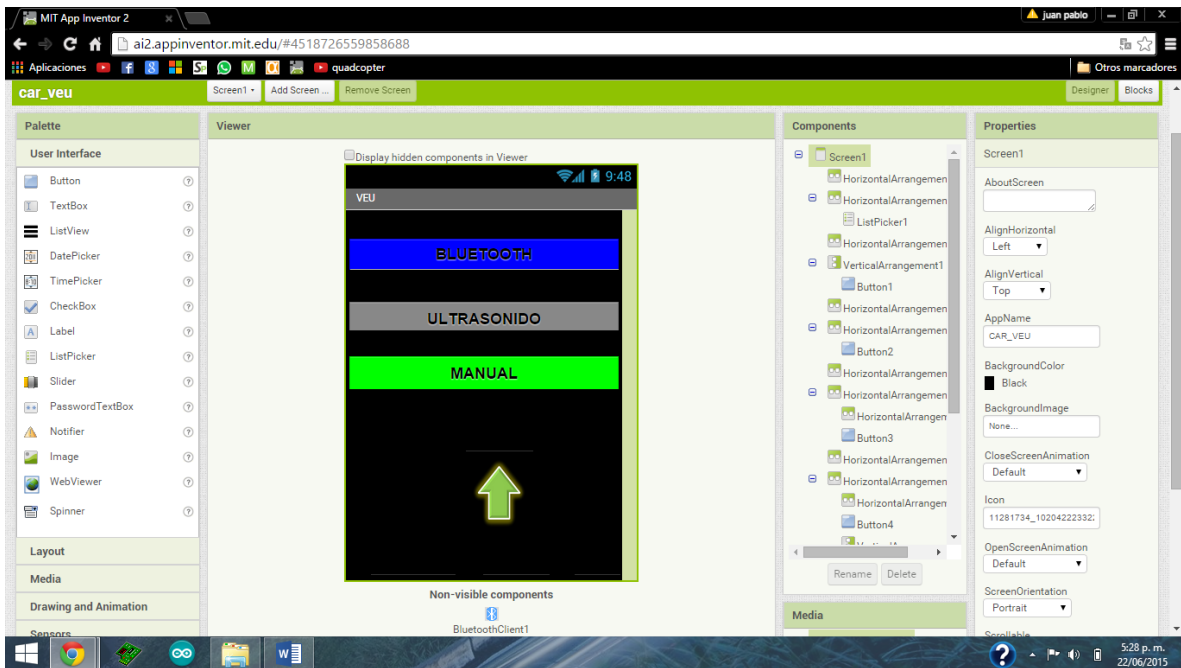 MIT App Inventor 2
juan pablo
ai2.appinventor.mit.edu/#4518726559858688
Aplicaciones
quadcopter
Otros marcadores
car_veu
Screen1
Add Screen ...
Remove Screen
Designer
Blocks
Palette
User Interface
Button
TextBox
ListView
DatePicker
TimePicker
CheckBox
Label
ListPicker
Slider
PasswordTextBox
Notifier
Image
WebViewer
Spinner
Layout
Media
Drawing and Animation
Sensors
Viewer
Display hidden components in Viewer
9:48
VEU
BLUETOOTH
ULTRASONIDO
MANUAL
Non-visible components
BluetoothClient1
Components
Screen1
HorizontalArrangemen
HorizontalArrangemen
ListPicker1
HorizontalArrangemen
VerticalArrangement1
Button1
HorizontalArrangemen
HorizontalArrangemen
Button2
HorizontalArrangemen
HorizontalArrangemen
HorizontalArrangem
Button3
HorizontalArrangemen
HorizontalArrangemen
HorizontalArrangem
Button4
Rename
Delete
Media
Properties
Screen1
AboutScreen
AlignHorizontal
Left
AlignVertical
Top
AppName
CAR_VEU
BackgroundColor
Black
BackgroundImage
None...
CloseScreenAnimation
Default
Icon
11281734_10204222332
OpenScreenAnimation
Default
ScreenOrientation
Portrait
Scrollable
5:28 p. m.
22/06/2015